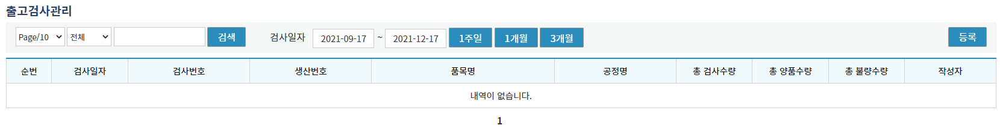 출고검사관리
Page/10 전체 검색 검사일자 2021-09-17 ~ 2021-12-17 1주일 1개월 3개월 등록
순번 검사일자 검사번호 생산번호 품목명 공정명 총 검사수량 총 양품수량 총 불량수량 작성자
내역이 없습니다.
1